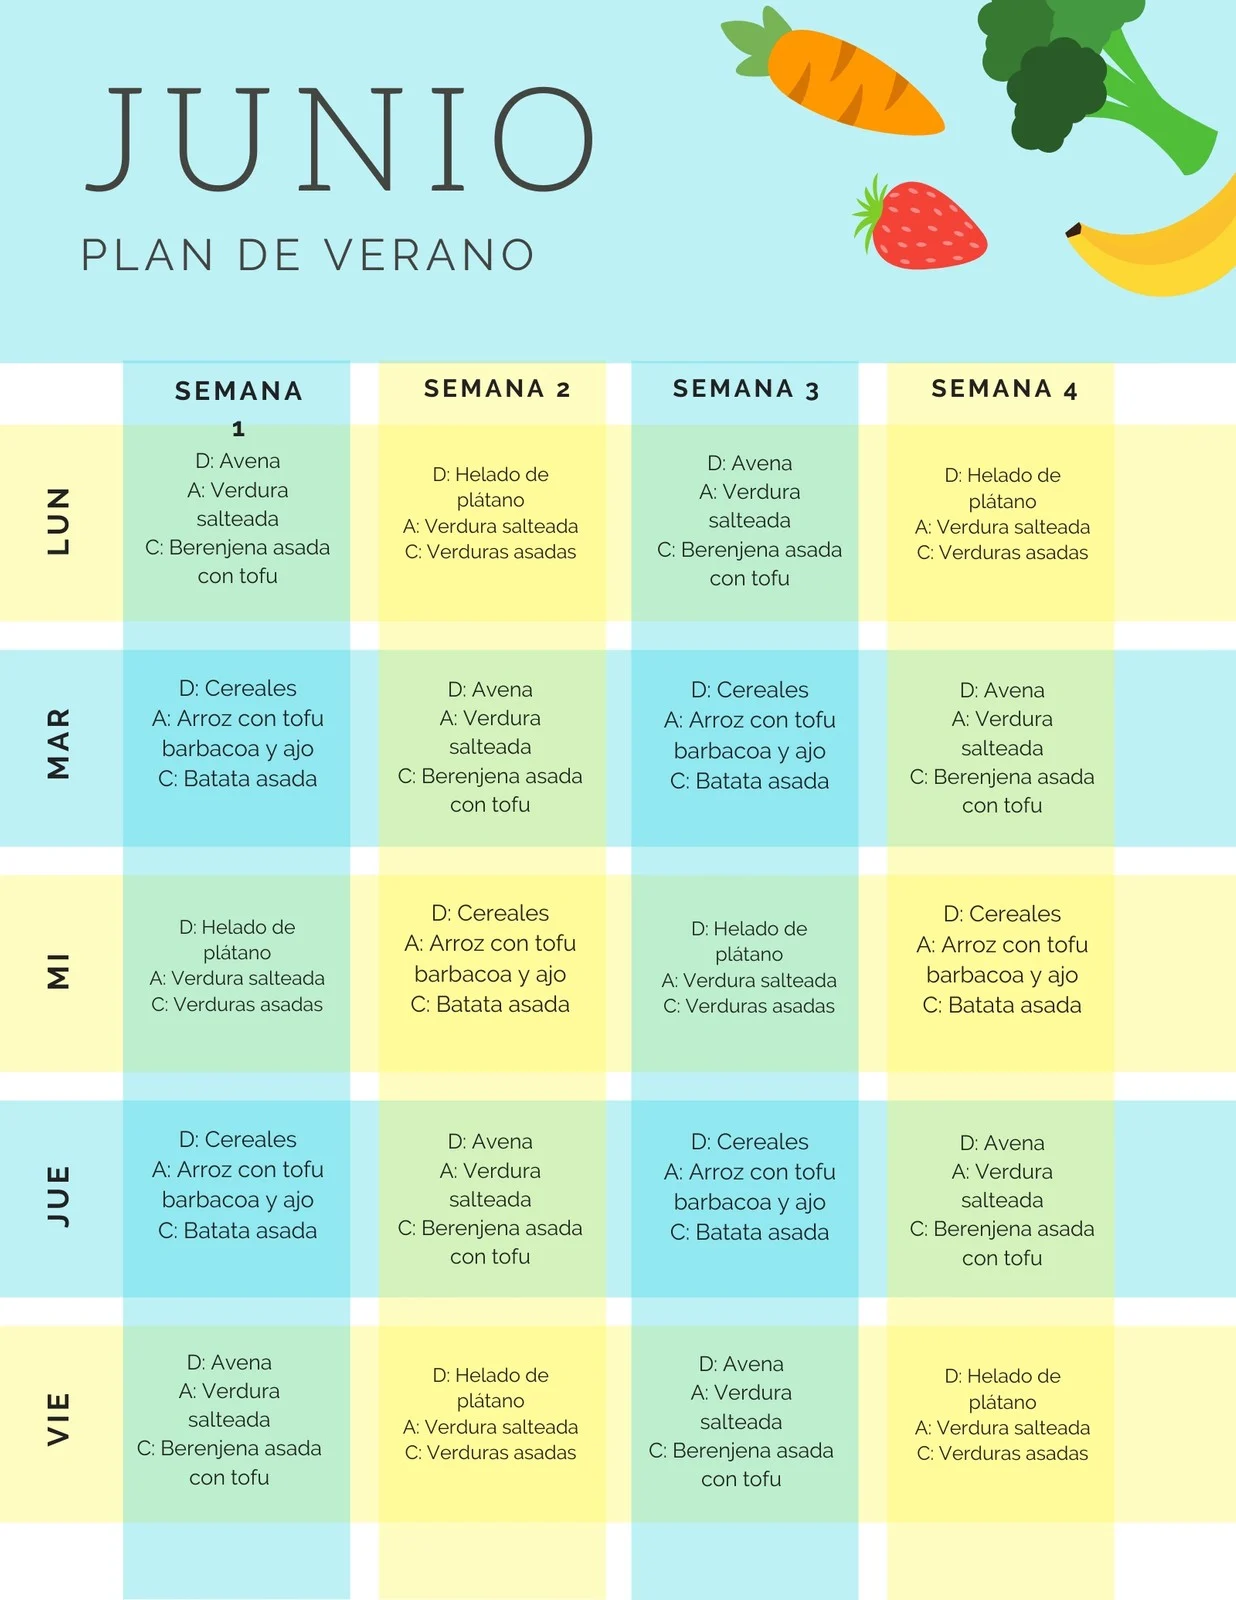 JUNIO
PLAN DE VERANO
SEMANA
1
SEMANA 2
SEMANA 3
SEMANA 4
LUN
D: Avena
A: Verdura
salteada
C: Berenjena asada
con tofu
D: Helado de
plátano
A: Verdura salteada
C: Verduras asadas
D: Avena
A: Verdura
salteada
C: Berenjena asada
con tofu
D: Helado de
plátano
A: Verdura salteada
C: Verduras asadas
MAR
D: Cereales
A: Arroz con tofu
barbacoa y ajo
C: Batata asada
D: Avena
A: Verdura
salteada
C: Berenjena asada
con tofu
D: Cereales
A: Arroz con tofu
barbacoa y ajo
C: Batata asada
D: Avena
A: Verdura
salteada
C: Berenjena asada
con tofu
MI
D: Helado de
plátano
A: Verdura salteada
C: Verduras asadas
D: Cereales
A: Arroz con tofu
barbacoa y ajo
C: Batata asada
D: Helado de
plátano
A: Verdura salteada
C: Verduras asadas
D: Cereales
A: Arroz con tofu
barbacoa y ajo
C: Batata asada
JUE
D: Cereales
A: Arroz con tofu
barbacoa y ajo
C: Batata asada
D: Avena
A: Verdura
salteada
C: Berenjena asada
con tofu
D: Cereales
A: Arroz con tofu
barbacoa y ajo
C: Batata asada
D: Avena
A: Verdura
salteada
C: Berenjena asada
con tofu
VIE
D: Avena
A: Verdura
salteada
C: Berenjena asada
con tofu
D: Helado de
plátano
A: Verdura salteada
C: Verduras asadas
D: Avena
A: Verdura
salteada
C: Berenjena asada
con tofu
D: Helado de
plátano
A: Verdura salteada
C: Verduras asadas